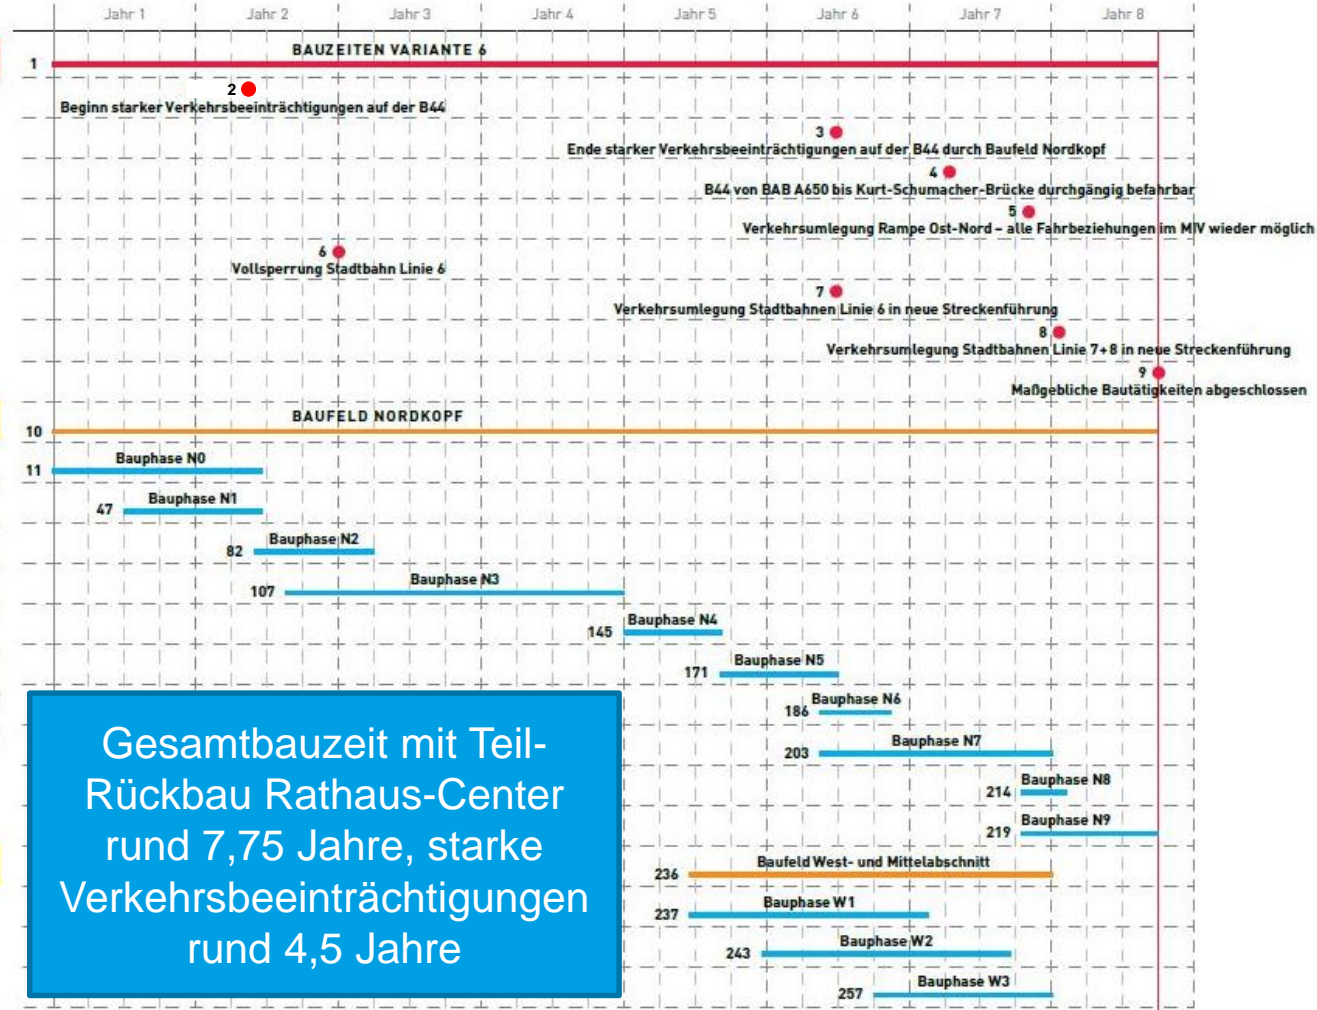 Jahr 1 Jahr 2 Jahr 3 Jahr 4 Jahr 5 Jahr 6 Jahr 7 Jahr 8
BAUZEITEN VARIANTE 6
1
2
Beginn starker Verkehrsbeeinträchtigungen auf der B44
3
Ende starker Verkehrsbeeinträchtigungen auf der B44 durch Baufeld Nordkopf
4
B44 von BAB A650 bis Kurt-Schumacher-Brücke durchgängig befahrbar
5
Verkehrsumlegung Rampe Ost-Nord – alle Fahrbeziehungen im MIV wieder möglich
6
Vollsperrung Stadtbahn Linie 6
7
Verkehrsumlegung Stadtbahnen Linie 6 in neue Streckenführung
8
Verkehrsumlegung Stadtbahnen Linie 7+8 in neue Streckenführung
9
Maßgebliche Bautätigkeiten abgeschlossen
BAUFELD NORDKOPF
10
Bauphase N0
11
Bauphase N1
47
Bauphase N2
82
Bauphase N3
107
Bauphase N4
145
Bauphase N5
171
Bauphase N6
186
Bauphase N7
203
Bauphase N8
214
Bauphase N9
219
Baufeld West- und Mittelabschnitt
236
Bauphase W1
237
Bauphase W2
243
Bauphase W3
257
Gesamtbauzeit mit Teil-
Rückbau Rathaus-Center
rund 7,75 Jahre, starke
Verkehrsbeeinträchtigungen
rund 4,5 Jahre